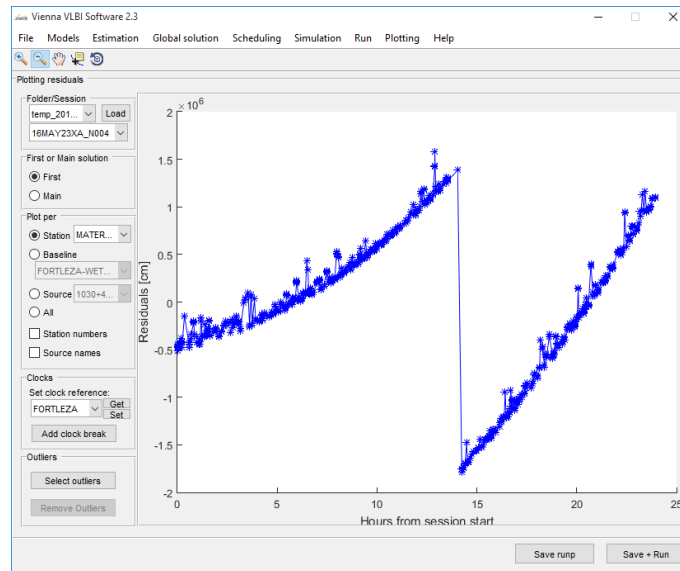 Vienna VLBI Software 2.3
File Models Estimation Global solution Scheduling Simulation Run Plotting Help
Plotting residuals
Folder/Session
temp_201... Load
16MAY23XA_N004
First or Main solution
First
Main
Plot per
Station MATER...
Baseline
FORTLEZA-WET...
Source 1030+4...
All
Station numbers
Source names
Clocks
Set clock reference:
FORTLEZA Get
Set
Add clock break
Outliers
Select outliers
Remove Outliers
× 10^6
2
1.5
1
0.5
0
-0.5
-1
-1.5
-2
Residuals [cm]
0 5 10 15 20 25
Hours from session start
Save runp Save + Run